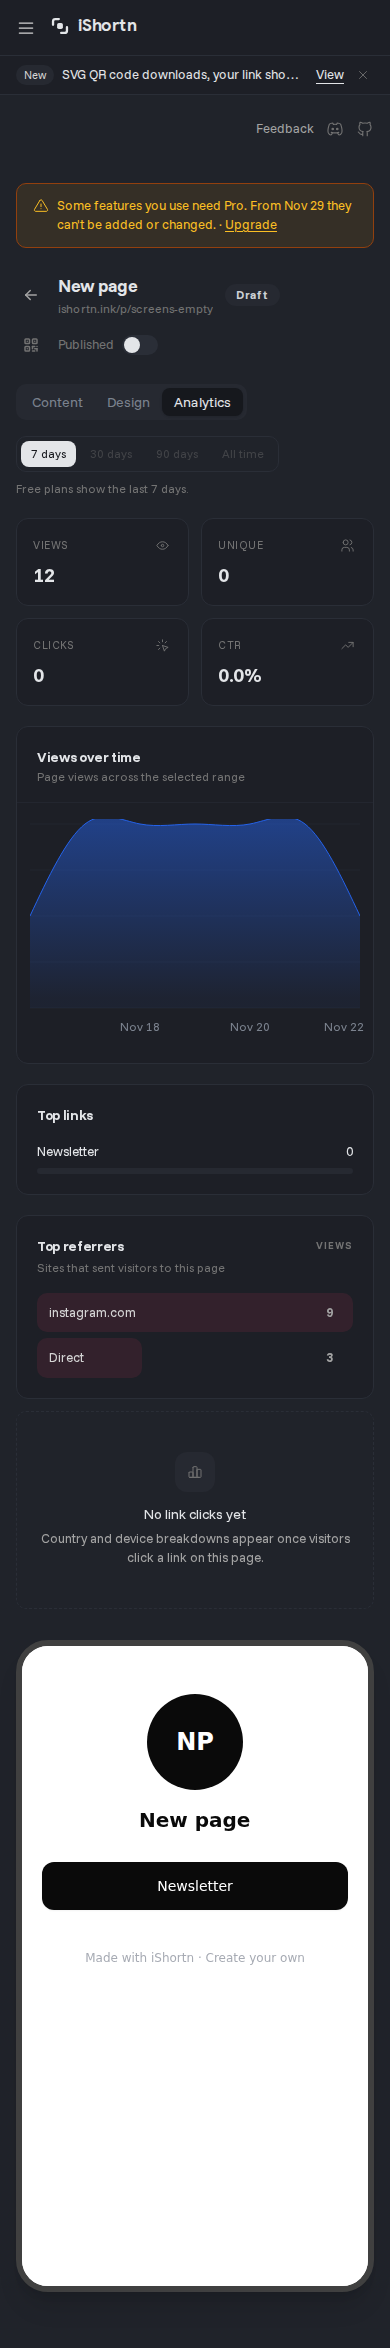 iShortn
New
SVG QR code downloads, your link sho...
View
Feedback
Some features you use need Pro. From Nov 29 they
can't be added or changed. · Upgrade
New page
ishortn.ink/p/screens-empty
Draft
Published
Content
Design
Analytics
7 days
30 days
90 days
All time
Free plans show the last 7 days.
VIEWS
12
UNIQUE
0
CLICKS
0
CTR
0.0%
Views over time
Page views across the selected range
Nov 18
Nov 20
Nov 22
Top links
Newsletter
0
Top referrers
VIEWS
Sites that sent visitors to this page
instagram.com
9
Direct
3
No link clicks yet
Country and device breakdowns appear once visitors
click a link on this page.
NP
New page
Newsletter
Made with iShortn · Create your own